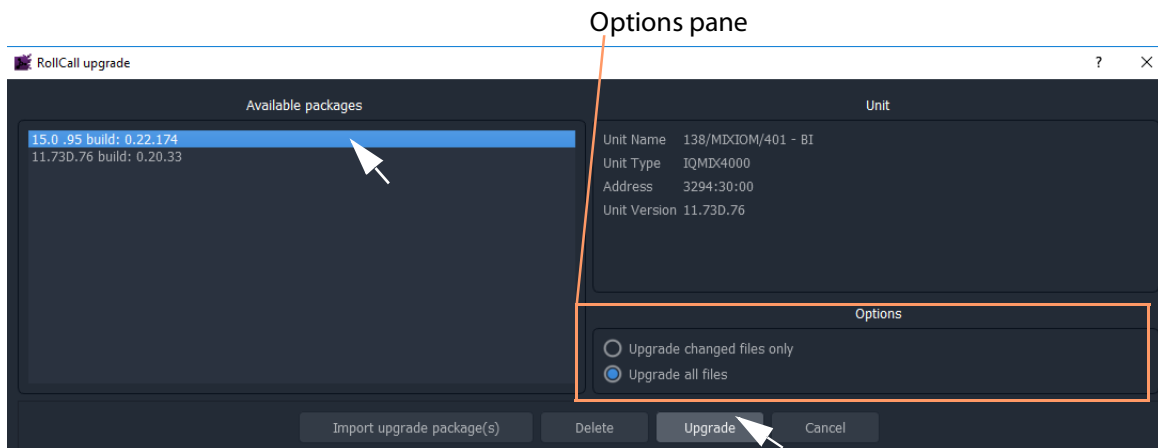 Options pane
RollCall upgrade
? ×
Available packages
15.0 .95 build: 0.22.174
11.73D.76 build: 0.20.33
Unit
Unit Name 138/MIXIOM/401 - BI
Unit Type IQMIX4000
Address 3294:30:00
Unit Version 11.73D.76
Options
Upgrade changed files only
Upgrade all files
Import upgrade package(s) Delete Upgrade Cancel